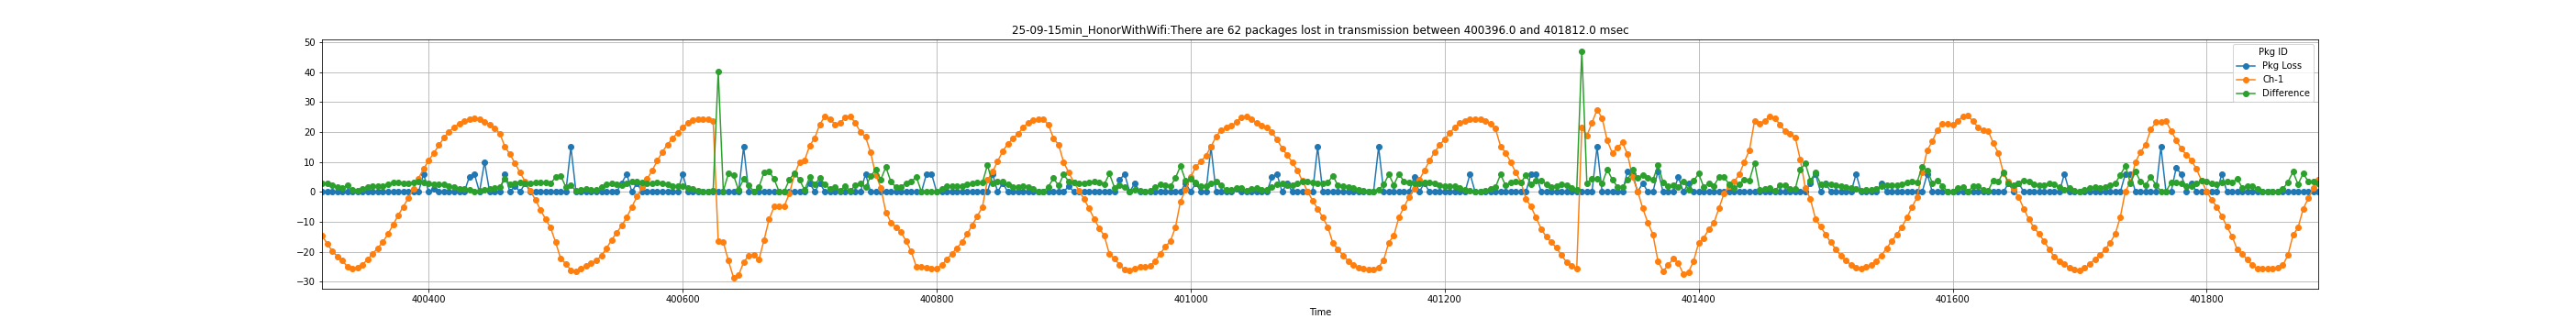 25-09-15min_HonorWithWifi:There are 62 packages lost in transmission between 400396.0 and 401812.0 msec
50
40
30
20
10
0
−10
−20
−30
Pkg ID
Pkg Loss
Ch-1
Difference
400400 400600 400800 401000 401200 401400 401600 401800
Time